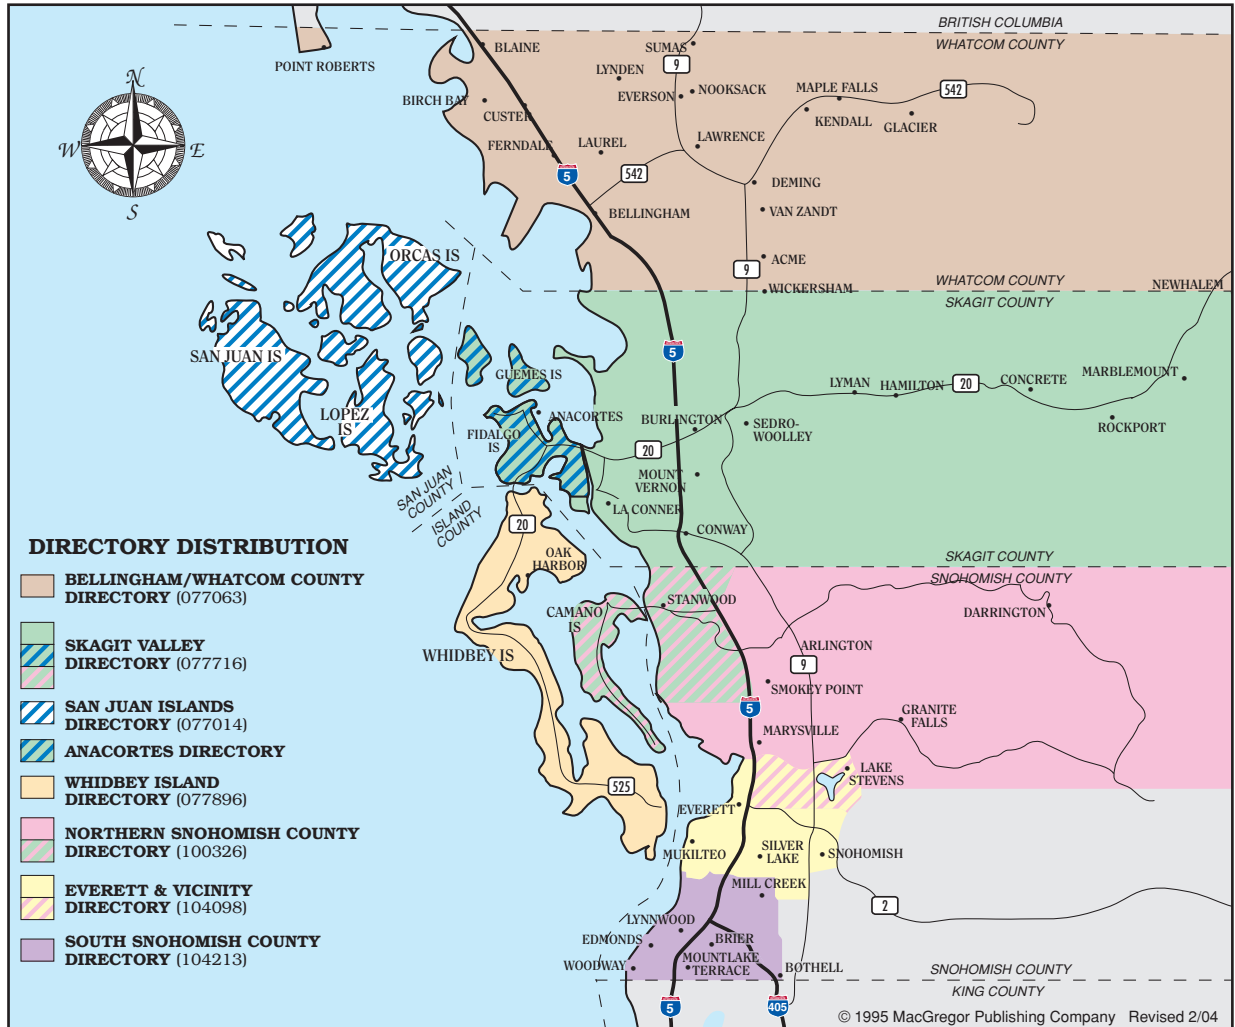 BRITISH COLUMBIA
WHATCOM COUNTY
POINT ROBERTS
BLAINE
SUMAS
9
LYNDEN
NOOKSACK
EVERSON
MAPLE FALLS
542
KENDALL
GLACIER
BIRCH BAY
CUSTER
FERNDALE
LAUREL
LAWRENCE
N
W
E
S
5
542
DEMING
BELLINGHAM
VAN ZANDT
ACME
9
WICKERSHAM
WHATCOM COUNTY
SKAGIT COUNTY
NEWHALEM
ORCAS IS
SAN JUAN IS
LOPEZ
IS
GUEMES IS
ANACORTES
FIDALGO
IS
5
BURLINGTON
SEDRO-
WOOLLEY
LYMAN
HAMILTON
20
CONCRETE
MARBLEMOUNT
ROCKPORT
20
MOUNT
VERNON
LA CONNER
CONWAY
SAN JUAN
COUNTY
ISLAND
COUNTY
20
OAK
HARBOR
SKAGIT COUNTY
SNOHOMISH COUNTY
CAMANO
IS
STANWOOD
DARRINGTON
WHIDBEY IS
ARLINGTON
9
SMOKEY POINT
5
GRANITE
FALLS
MARYSVILLE
LAKE
STEVENS
525
EVERETT
MUKILTEO
SILVER
LAKE
SNOHOMISH
MILL CREEK
2
LYNNWOOD
EDMONDS
BRIER
WOODWAY
MOUNTLAKE
TERRACE
BOTHELL
SNOHOMISH COUNTY
KING COUNTY
5
405
DIRECTORY DISTRIBUTION
BELLINGHAM/WHATCOM COUNTY
DIRECTORY (077063)
SKAGIT VALLEY
DIRECTORY (077716)
SAN JUAN ISLANDS
DIRECTORY (077014)
ANACORTES DIRECTORY
WHIDBEY ISLAND
DIRECTORY (077896)
NORTHERN SNOHOMISH COUNTY
DIRECTORY (100326)
EVERETT & VICINITY
DIRECTORY (104098)
SOUTH SNOHOMISH COUNTY
DIRECTORY (104213)
© 1995 MacGregor Publishing Company Revised 2/04